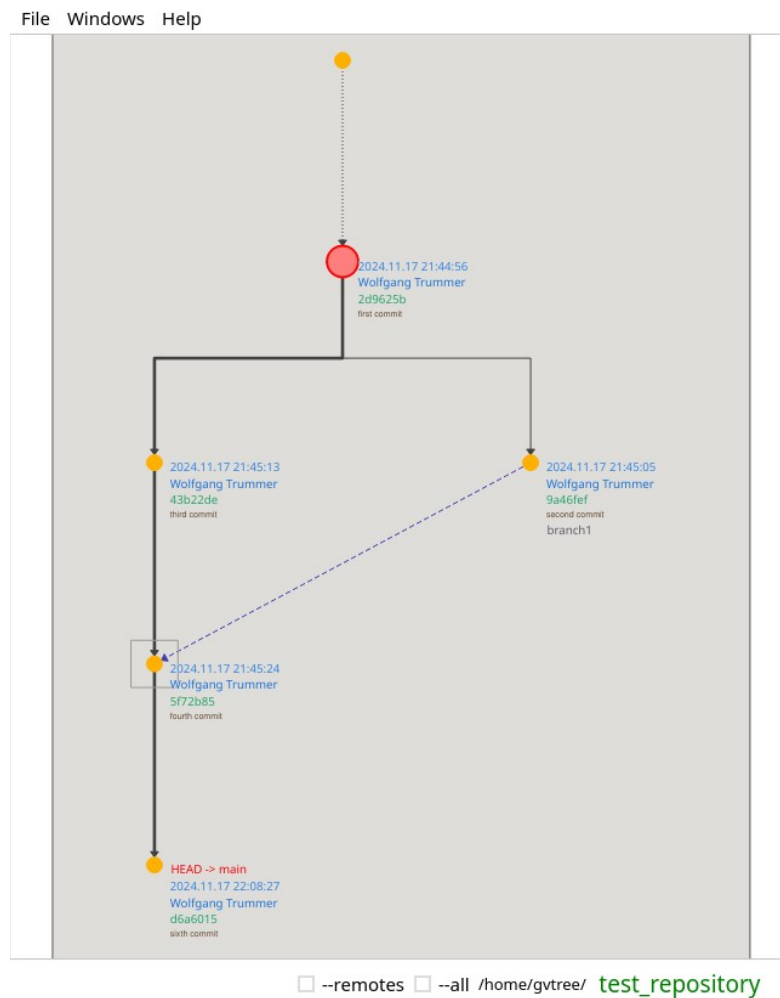 File Windows Help
2024.11.17 21:44:56
Wolfgang Trummer
2d9625b
first commit
2024.11.17 21:45:13
Wolfgang Trummer
43b22de
third commit
2024.11.17 21:45:05
Wolfgang Trummer
9a46fef
second commit
branch1
2024.11.17 21:45:24
Wolfgang Trummer
5f72b85
fourth commit
HEAD -> main
2024.11.17 22:08:27
Wolfgang Trummer
d6a6015
sixth commit
--remotes --all /home/gvtree/ test_repository